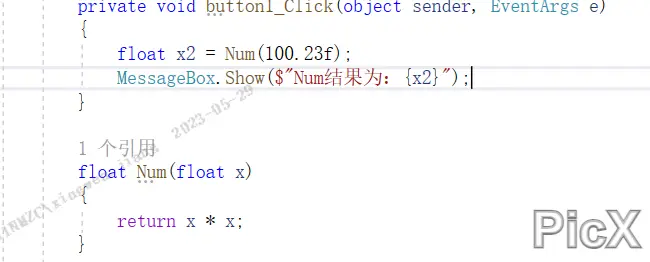 private void button1_Click(object sender, EventArgs e)
{
float x2 = Num(100.23f);
MessageBox.Show($"Num结果为：{x2}");
}
1 个引用
float Num(float x)
{
return x * x;
}
2023-05-29
PicX